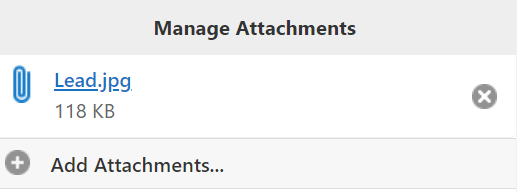 Manage Attachments
Lead.jpg
118 KB
Add Attachments...